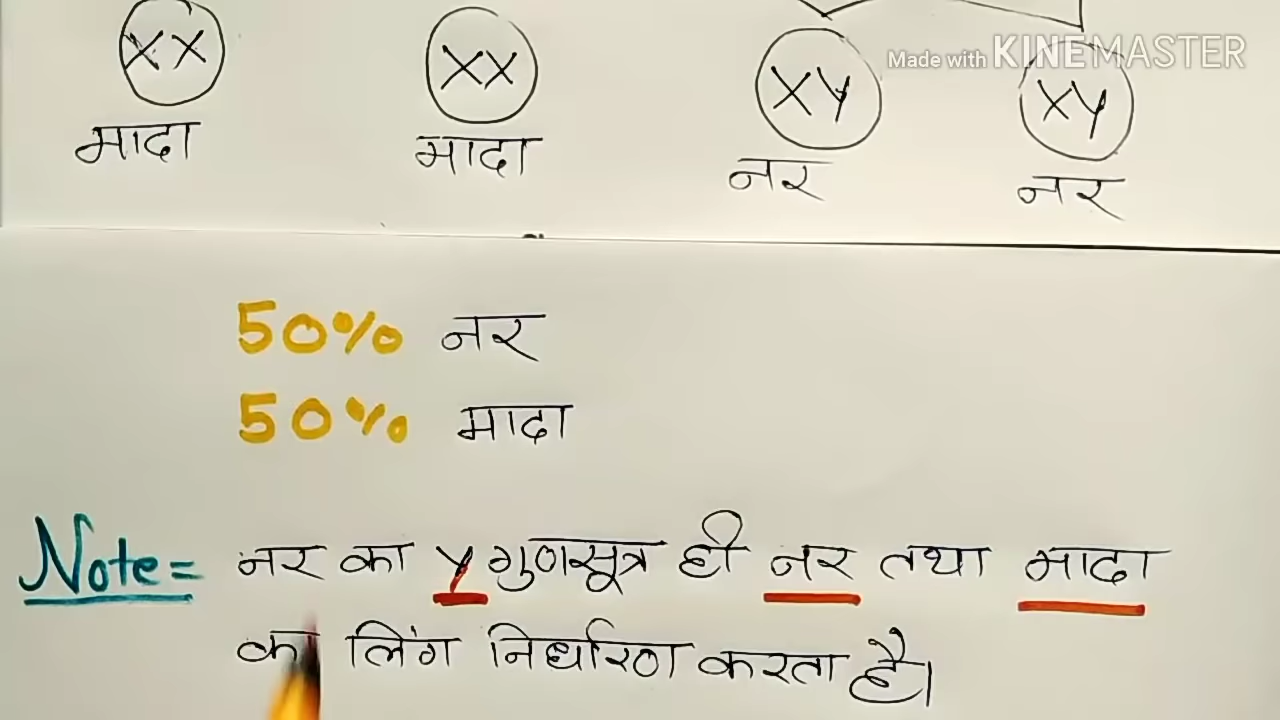 XX
XX
XY
XY
Made with KINEMASTER
मादा
मादा
नर
नर
50% नर
50% मादा
Note= नर का Y गुणसूत्र ही नर तथा मादा
का लिंग निर्धारण करता है।